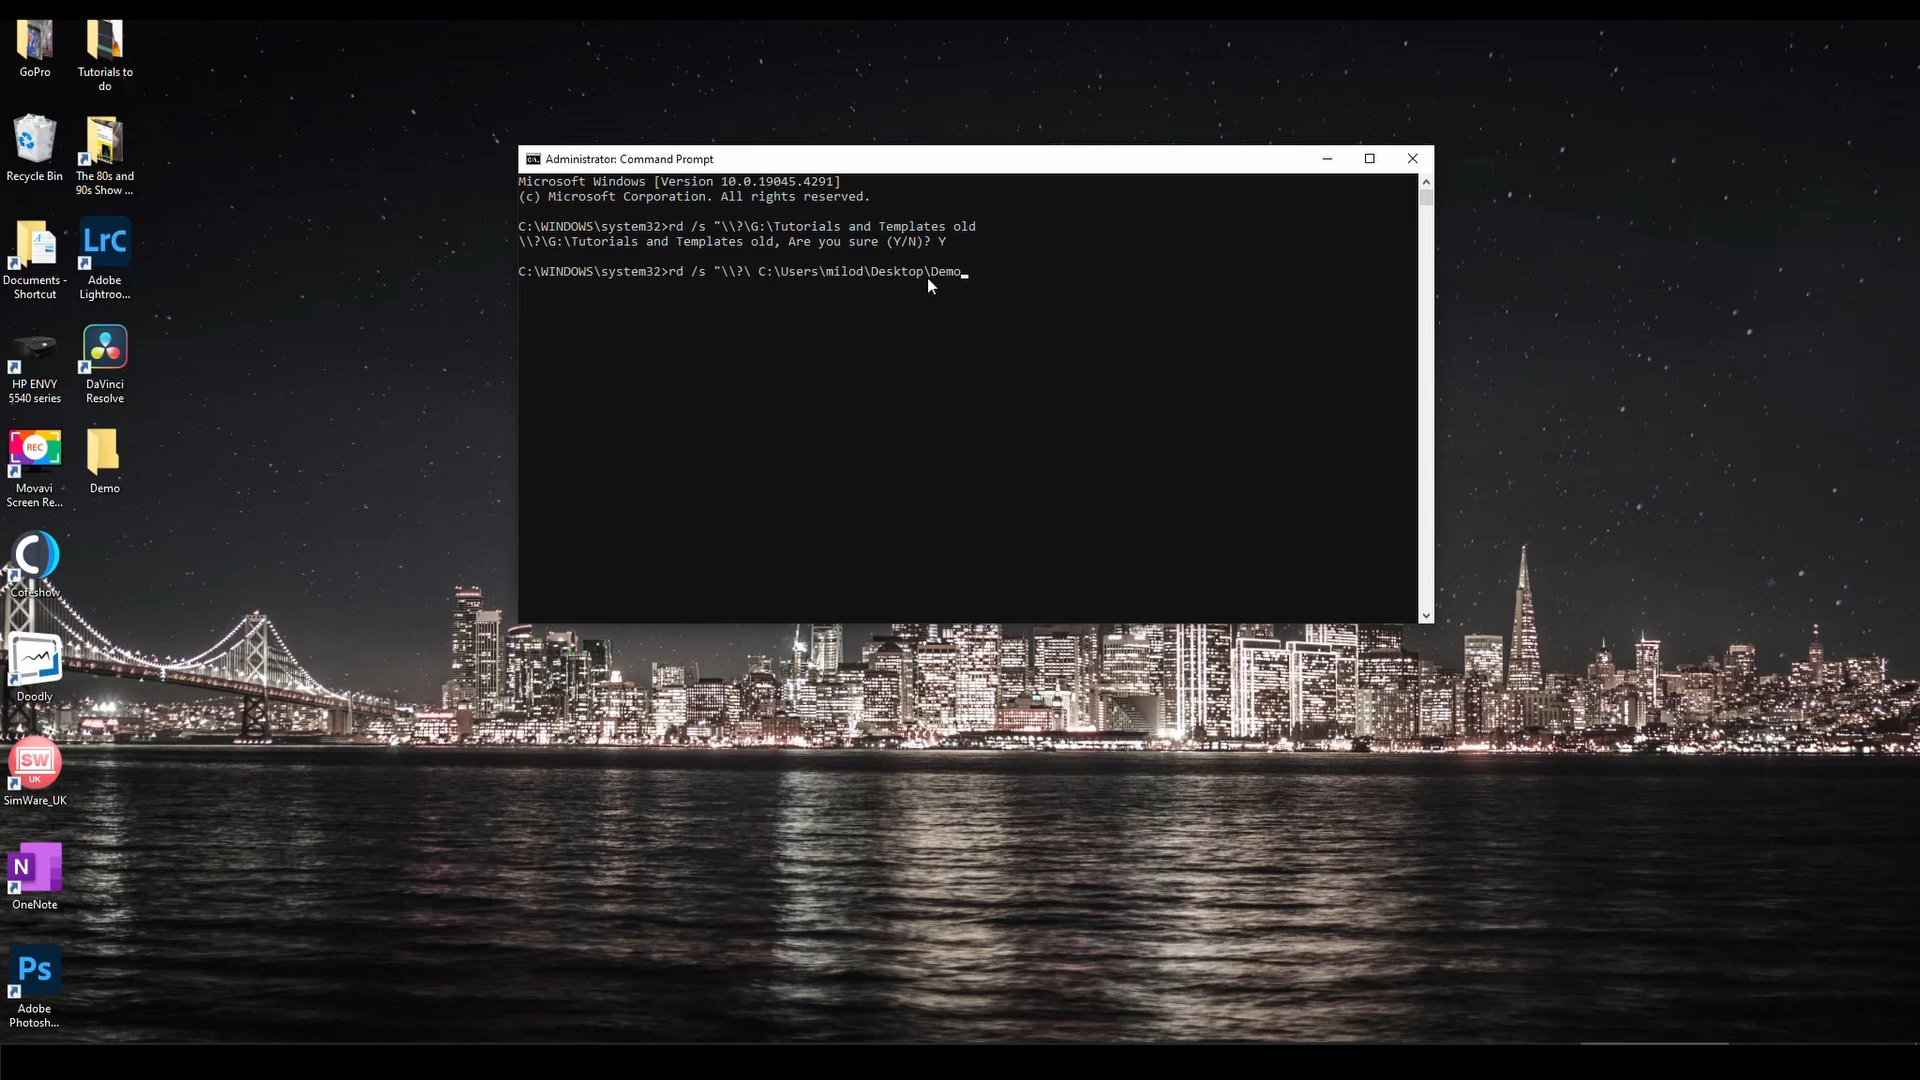 GoPro
Tutorials to
do
Recycle Bin
The 80s and
90s Show ...
Documents -
Shortcut
LrC
Adobe
Lightroo...
HP ENVY
5540 series
DaVinci
Resolve
REC
Movavi
Screen Re...
Demo
Cofeshow
Doodly
SW
UK
SimWare_UK
N
OneNote
Ps
Adobe
Photosh...
Administrator: Command Prompt
Microsoft Windows [Version 10.0.19045.4291]
(c) Microsoft Corporation. All rights reserved.
C:\WINDOWS\system32>rd /s "\\?\G:\Tutorials and Templates old
\\?\G:\Tutorials and Templates old, Are you sure (Y/N)? Y
C:\WINDOWS\system32>rd /s "\\?\ C:\Users\milod\Desktop\Demo